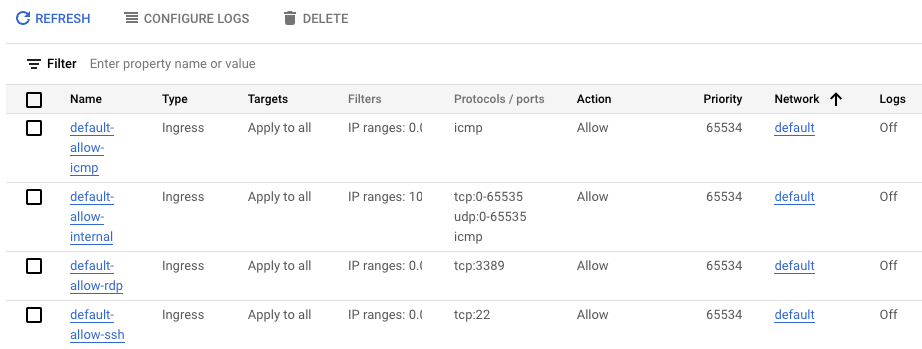 REFRESH CONFIGURE LOGS DELETE
Filter Enter property name or value
Name Type Targets Filters Protocols / ports Action Priority Network Logs
default- Ingress Apply to all IP ranges: 0.0 icmp Allow 65534 default Off
allow-
icmp
default- Ingress Apply to all IP ranges: 10 tcp:0-65535 Allow 65534 default Off
allow- udp:0-65535
internal icmp
default- Ingress Apply to all IP ranges: 0.0 tcp:3389 Allow 65534 default Off
allow-rdp
default- Ingress Apply to all IP ranges: 0.0 tcp:22 Allow 65534 default Off
allow-ssh